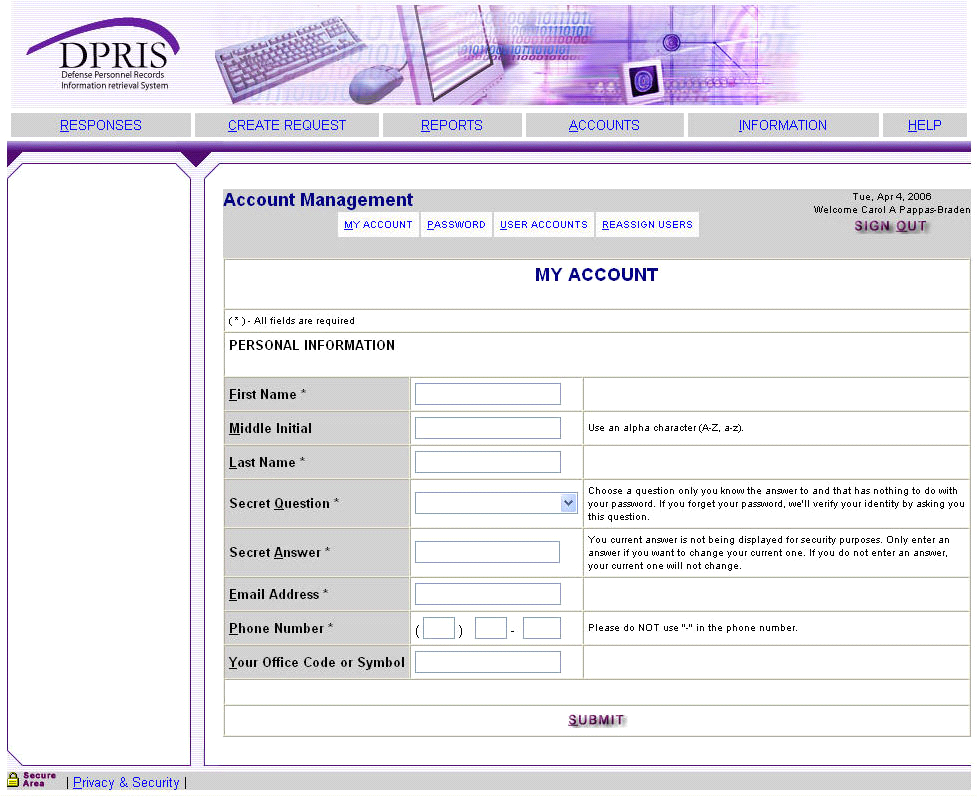 DPRIS
Defense Personnel Records
Information retrieval System
RESPONSES
CREATE REQUEST
REPORTS
ACCOUNTS
INFORMATION
HELP
Account Management
Tue, Apr 4, 2006
Welcome Carol A Pappas-Braden
SIGN OUT
MY ACCOUNT
PASSWORD
USER ACCOUNTS
REASSIGN USERS
MY ACCOUNT
( * ) - All fields are required
PERSONAL INFORMATION
First Name *
Middle Initial
Use an alpha character (A-Z, a-z).
Last Name *
Secret Question *
Choose a question only you know the answer to and that has nothing to do with
your password. If you forget your password, we'll verify your identity by asking you
this question.
Secret Answer *
You current answer is not being displayed for security purposes. Only enter an
answer if you want to change your current one. If you do not enter an answer,
your current one will not change.
Email Address *
Phone Number *
( ) -
Please do NOT use "-" in the phone number.
Your Office Code or Symbol
SUBMIT
Secure
Area
| Privacy & Security |